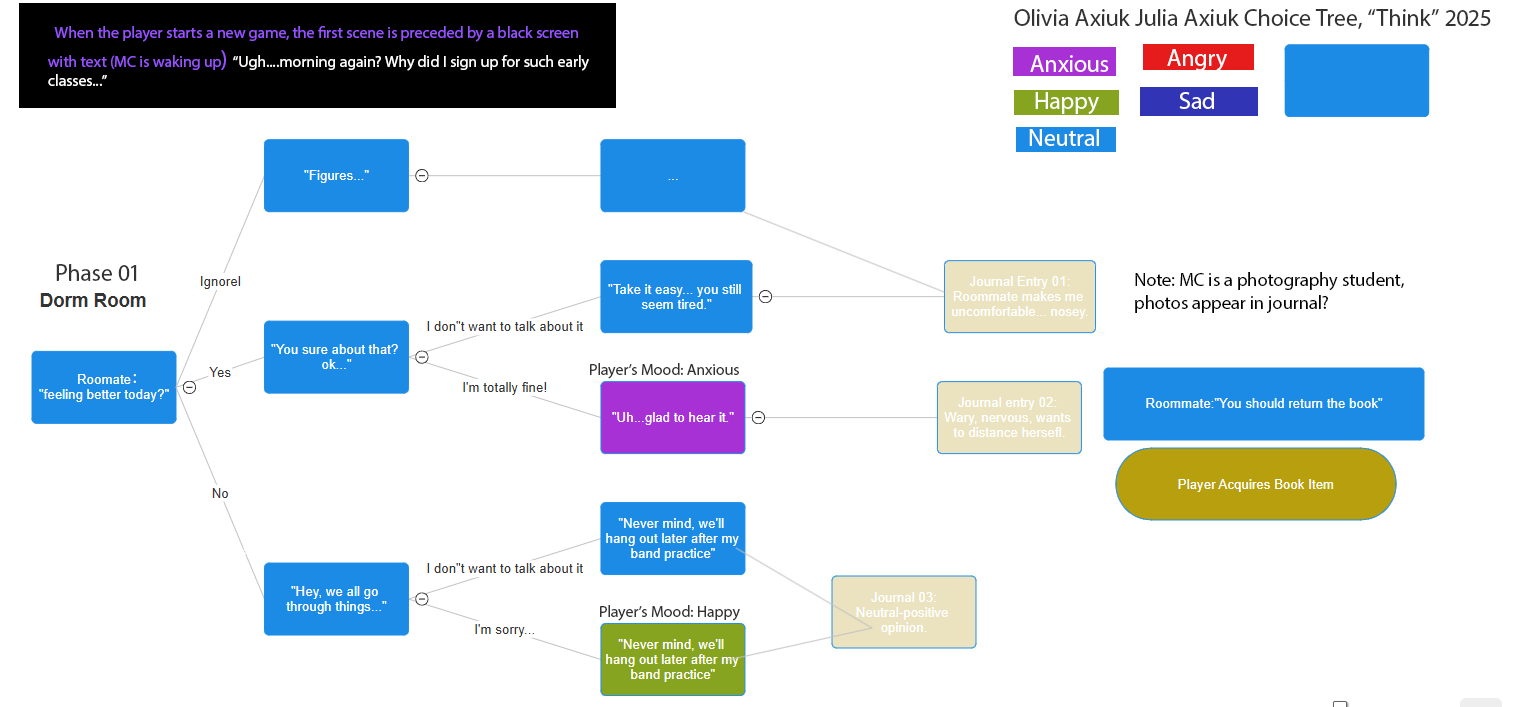 When the player starts a new game, the first scene is preceded by a black screen
with text (MC is waking up) “Ugh....morning again? Why did I sign up for such early
classes...”
Olivia Axiuk Julia Axiuk Choice Tree, “Think” 2025
Anxious
Angry
Happy
Sad
Neutral
"Figures..."
...
Ignorel
Phase 01
Dorm Room
Roomate:
"feeling better today?"
Yes
"You sure about that?
ok..."
I don"t want to talk about it
"Take it easy... you still
seem tired."
Journal Entry 01:
Roommate makes me
uncomfortable... nosey.
Note: MC is a photography student,
photos appear in journal?
I'm totally fine!
Player’s Mood: Anxious
"Uh...glad to hear it."
Journal entry 02:
Wary, nervous, wants
to distance hersefl.
Roommate:"You should return the book"
Player Acquires Book Item
No
"Hey, we all go
through things..."
I don"t want to talk about it
"Never mind, we'll
hang out later after my
band practice"
I'm sorry...
Player’s Mood: Happy
"Never mind, we'll
hang out later after my
band practice"
Journal 03:
Neutral-positive
opinion.